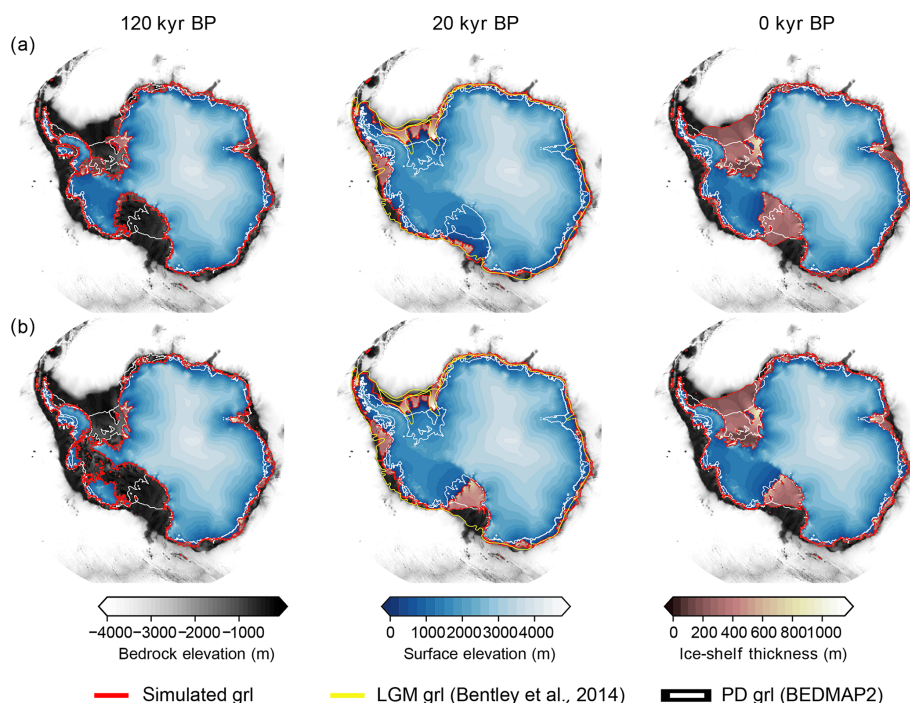 120 kyr BP 20 kyr BP 0 kyr BP
(a)
(b)
−4000 −3000 −2000 −1000 0 1000 2000 3000 4000 0 200 400 600 800 1000
Bedrock elevation (m) Surface elevation (m) Ice-shelf thickness (m)
Simulated grl LGM grl (Bentley et al., 2014) PD grl (BEDMAP2)